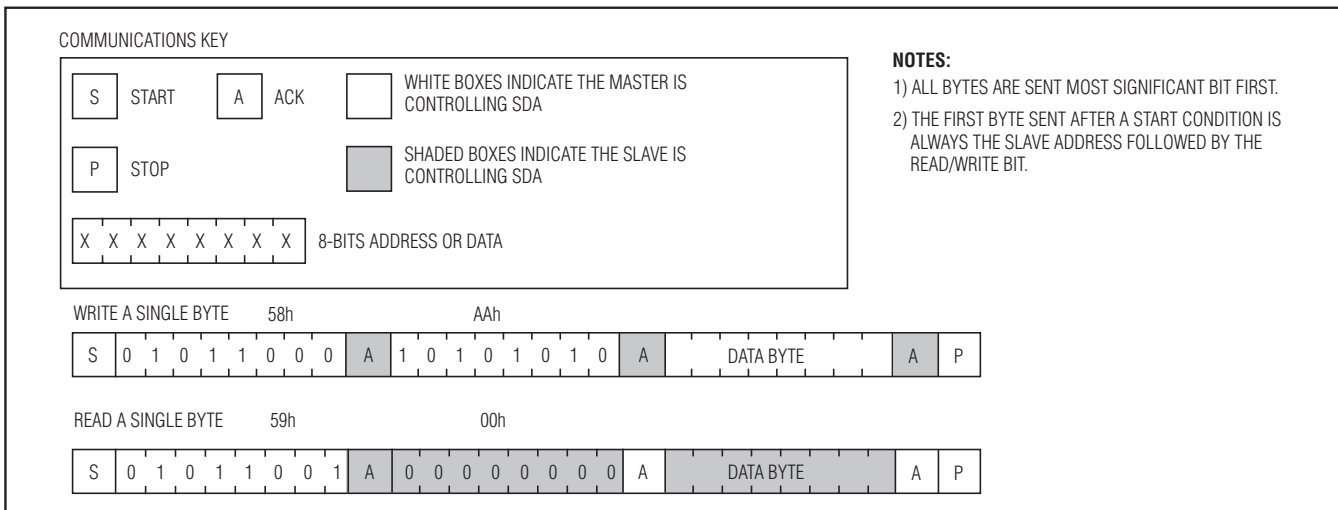 COMMUNICATIONS KEY
S START A ACK WHITE BOXES INDICATE THE MASTER IS
CONTROLLING SDA
P STOP SHADED BOXES INDICATE THE SLAVE IS
CONTROLLING SDA
X X X X X X X X 8-BITS ADDRESS OR DATA
NOTES:
1) ALL BYTES ARE SENT MOST SIGNIFICANT BIT FIRST.
2) THE FIRST BYTE SENT AFTER A START CONDITION IS
ALWAYS THE SLAVE ADDRESS FOLLOWED BY THE
READ/WRITE BIT.
WRITE A SINGLE BYTE 58h AAh
S 0 1 0 1 1 0 0 0 A 1 0 1 0 1 0 1 0 A DATA BYTE A P
READ A SINGLE BYTE 59h 00h
S 0 1 0 1 1 0 0 1 A 0 0 0 0 0 0 0 0 A DATA BYTE A P